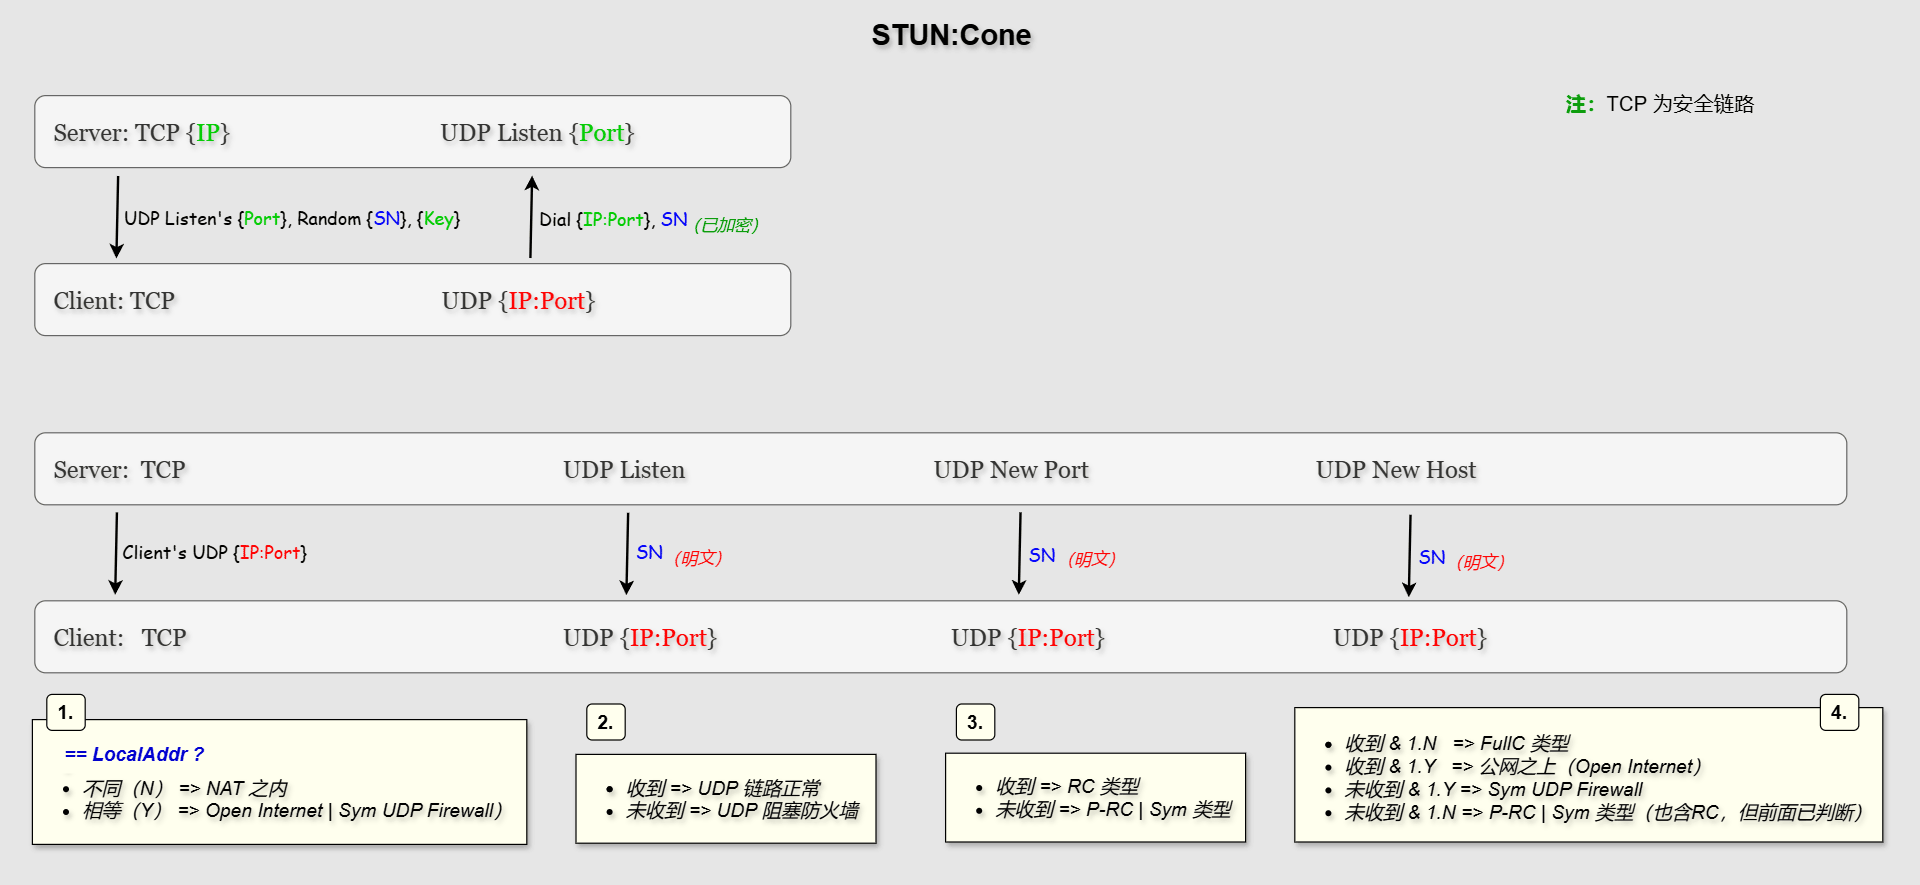 STUN:Cone
注：TCP 为安全链路
Server: TCP {IP}
UDP Listen {Port}
UDP Listen's {Port}, Random {SN}, {Key}
Dial {IP:Port}, SN (已加密)
Client: TCP
UDP {IP:Port}
Server: TCP
UDP Listen
UDP New Port
UDP New Host
Client's UDP {IP:Port}
SN (明文)
SN (明文)
SN (明文)
Client: TCP
UDP {IP:Port}
UDP {IP:Port}
UDP {IP:Port}
1.
== LocalAddr ?
不同（N） => NAT 之内
相等（Y） => Open Internet | Sym UDP Firewall）
2.
收到 => UDP 链路正常
未收到 => UDP 阻塞防火墙
3.
收到 => RC 类型
未收到 => P-RC | Sym 类型
4.
收到 & 1.N => FullC 类型
收到 & 1.Y => 公网之上（Open Internet）
未收到 & 1.Y => Sym UDP Firewall
未收到 & 1.N => P-RC | Sym 类型（也含RC，但前面已判断）